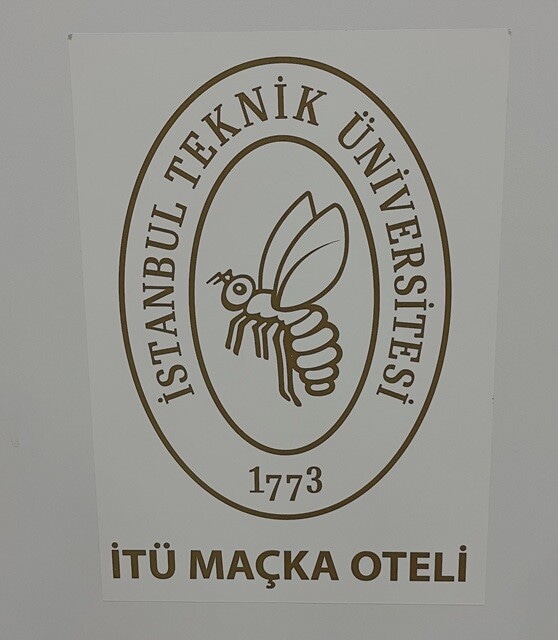 İSTANBUL TEKNİK ÜNİVERSİTESİ
1773
İTÜ MAÇKA OTELİ